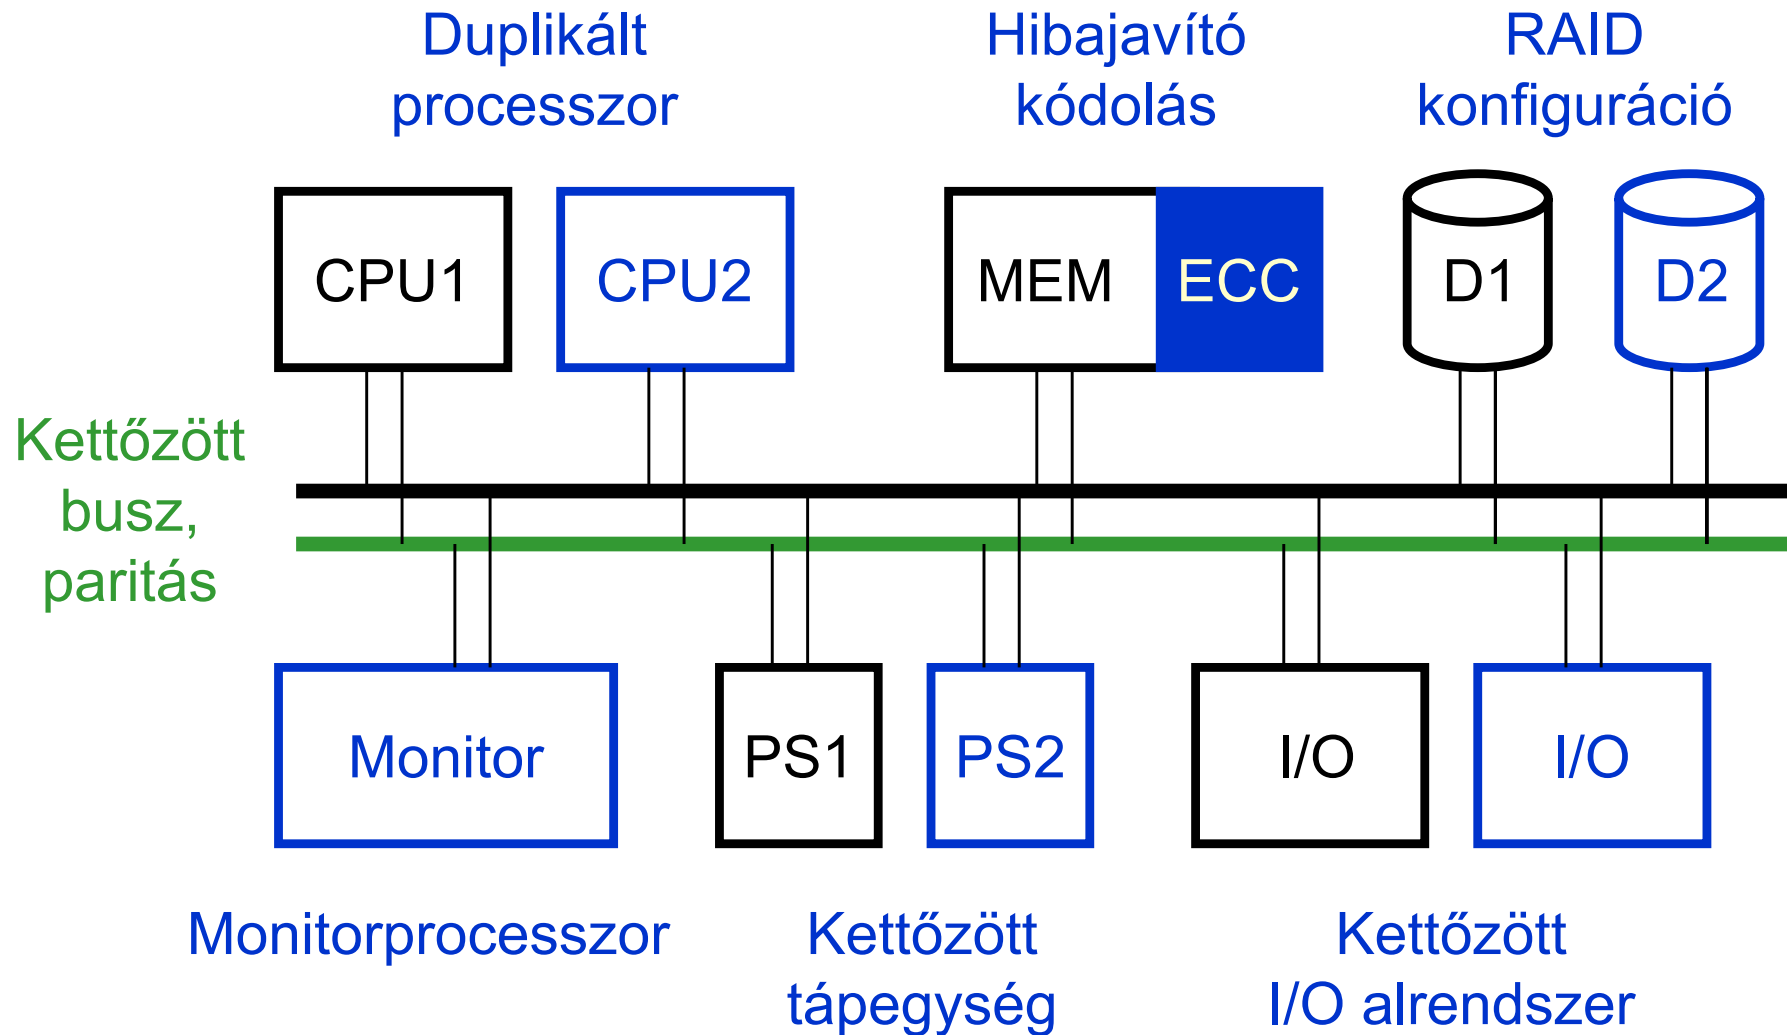 Duplikált
processzor
Hibajavító
kódolás
RAID
konfiguráció
CPU1
CPU2
MEM
ECC
D1
D2
Kettőzött
busz,
paritás
Monitor
PS1
PS2
I/O
I/O
Monitorprocesszor
Kettőzött
tápegység
Kettőzött
I/O alrendszer